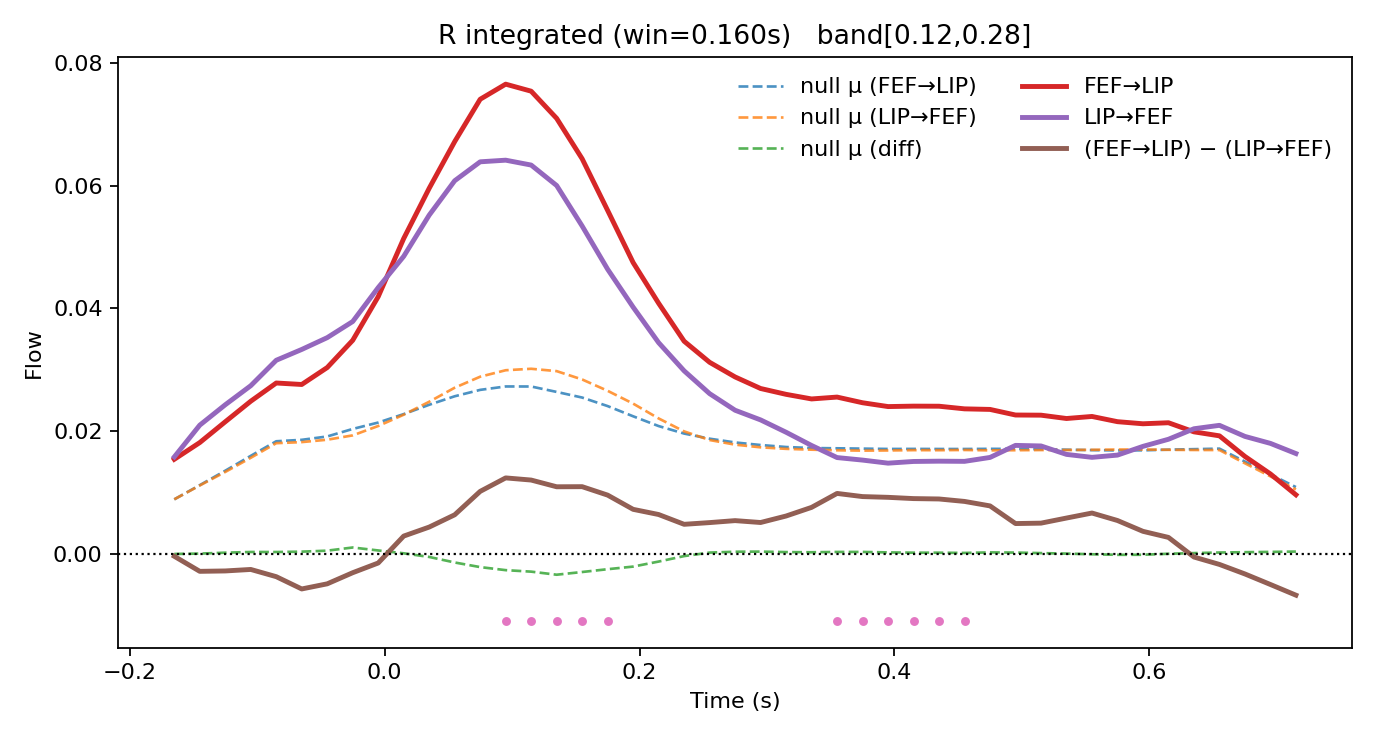 R integrated (win=0.160s)   band[0.12,0.28]
0.08
0.06
0.04
0.02
0.00
Flow
null μ (FEF→LIP)
null μ (LIP→FEF)
null μ (diff)
FEF→LIP
LIP→FEF
(FEF→LIP) − (LIP→FEF)
−0.2 0.0 0.2 0.4 0.6
Time (s)